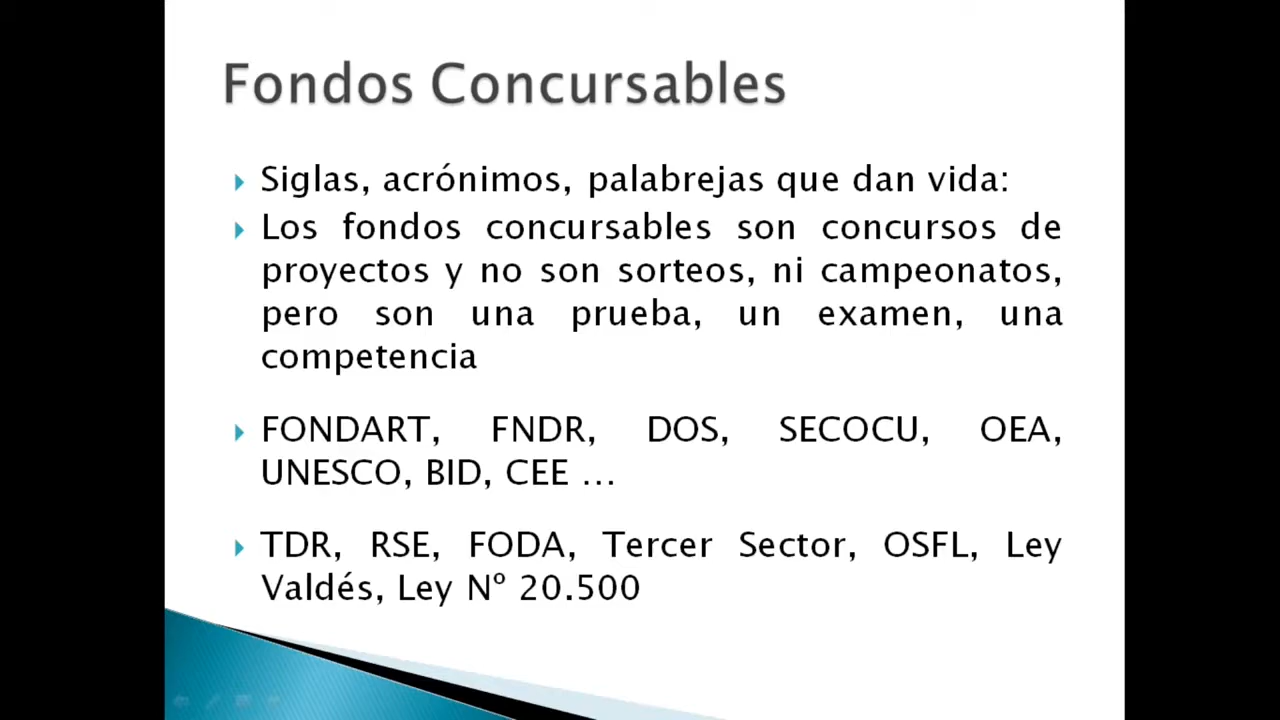 Fondos Concursables
Siglas, acrónimos, palabrejas que dan vida:
Los fondos concursables son concursos de
proyectos y no son sorteos, ni campeonatos,
pero son una prueba, un examen, una
competencia
FONDART, FNDR, DOS, SECOCU, OEA,
UNESCO, BID, CEE ...
TDR, RSE, FODA, Tercer Sector, OSFL, Ley
Valdés, Ley Nº 20.500